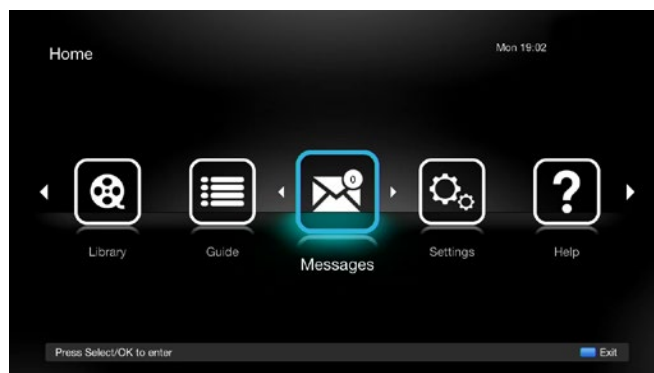 Home
Mon 19:02
0
?
Library
Guide
Messages
Settings
Help
Press Select/OK to enter
Exit